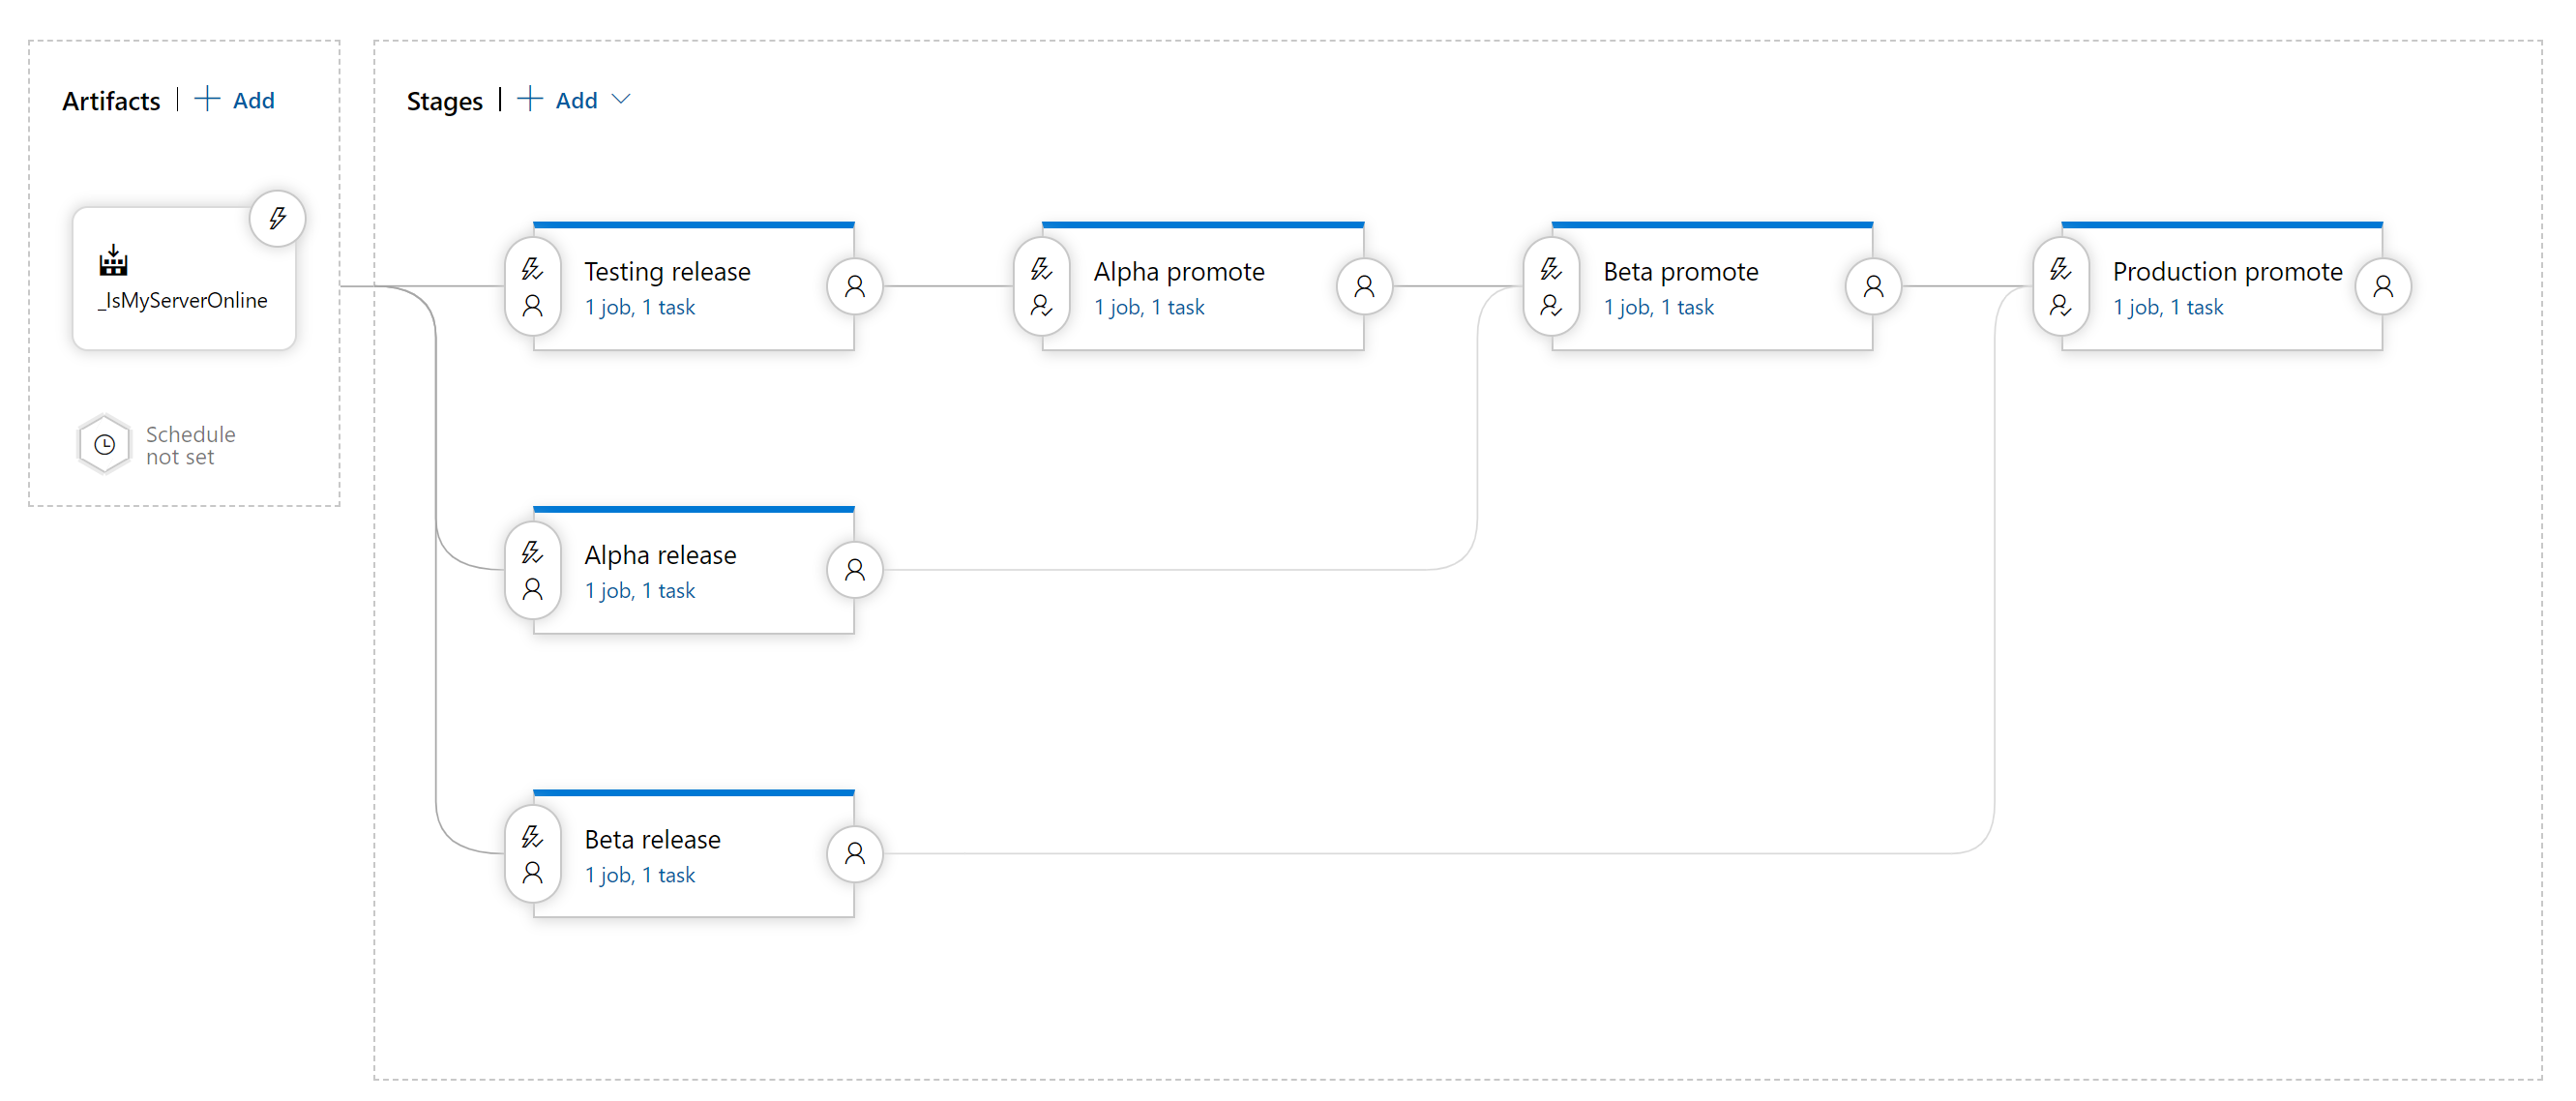 Artifacts | + Add
Stages | + Add
_IsMyServerOnline
Schedule
not set
Testing release
1 job, 1 task
Alpha promote
1 job, 1 task
Beta promote
1 job, 1 task
Production promote
1 job, 1 task
Alpha release
1 job, 1 task
Beta release
1 job, 1 task